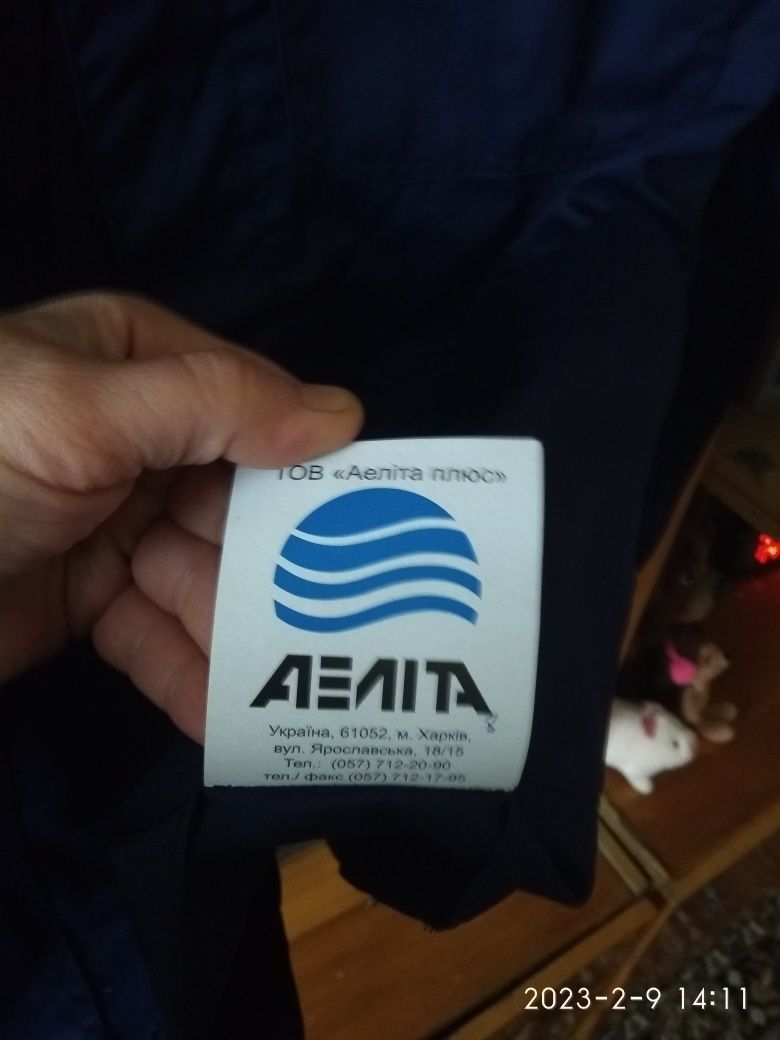 ТОВ «Аеліта плюс»
АЕЛІТА
8
Україна, 61052, м. Харків,
вул. Ярославська, 18/15
Тел.: (057) 712-20-90
тел./ факс (057) 712-17-95
2023-2-9 14:11